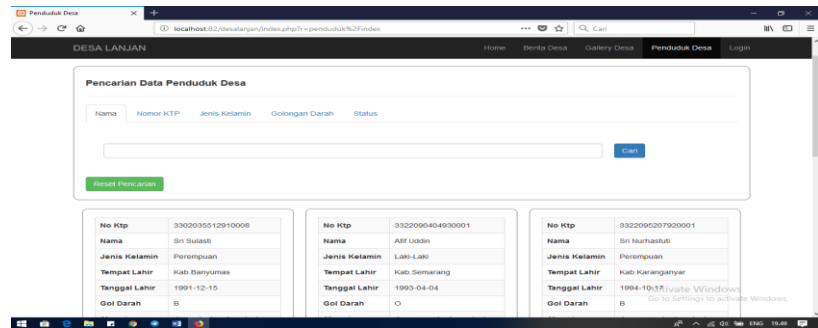 Penduduk Desa
localhost:82/desalanjan/index.php?r=penduduk%2Findex
Cari
DESA LANJAN
Home Berita Desa Gallery Desa Penduduk Desa Login
Pencarian Data Penduduk Desa
Nama Nomor KTP Jenis Kelamin Golongan Darah Status
Cari
Reset Pencarian
No Ktp 3302035512910008 No Ktp 3322090404930001 No Ktp 3322095207920001
Nama Sri Sulasti Nama Afif Uddin Nama Sri Nurhastuti
Jenis Kelamin Perempuan Jenis Kelamin Laki-Laki Jenis Kelamin Perempuan
Tempat Lahir Kab.Banyumas Tempat Lahir Kab.Semarang Tempat Lahir Kab.Karanganyar
Tanggal Lahir 1991-12-15 Tanggal Lahir 1993-04-04 Tanggal Lahir 1994-10-
Activate Windows
Gol Darah B Gol Darah O Gol Darah B
Go to Settings to activate Windows.
ENG 19.49